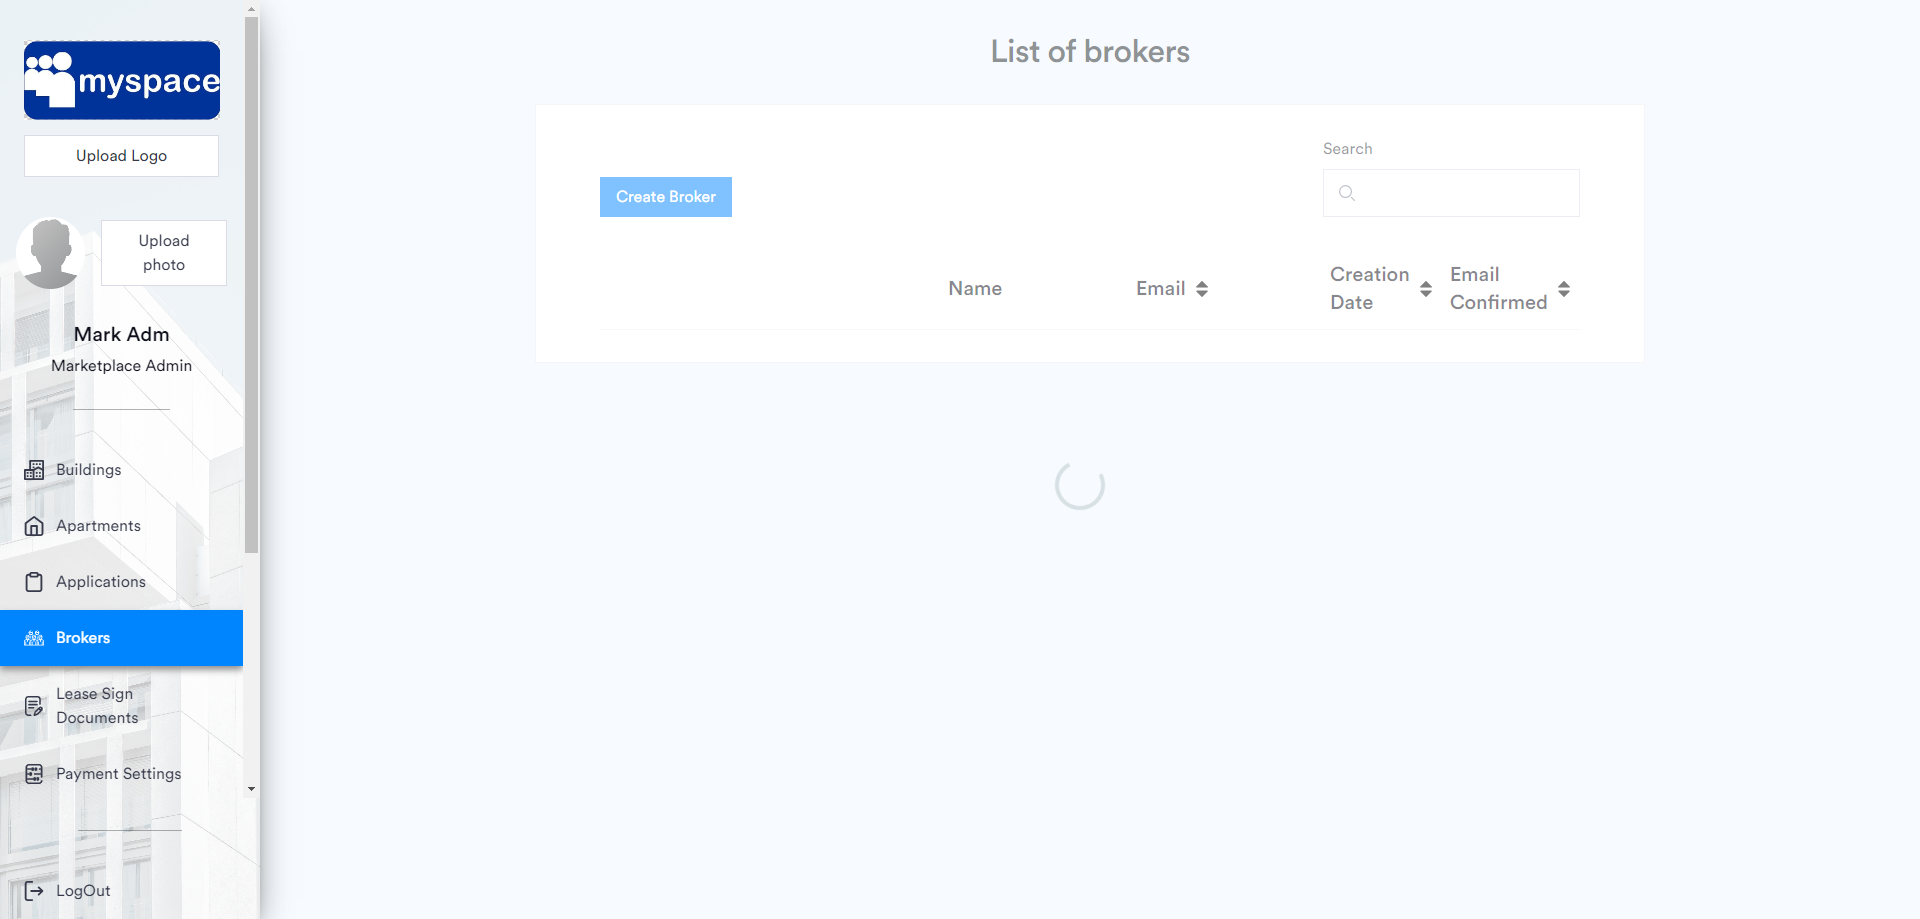 myspace
Upload Logo
Upload
photo
Mark Adm
Marketplace Admin
Buildings
Apartments
Applications
Brokers
Lease Sign
Documents
Payment Settings
LogOut
List of brokers
Search
Create Broker
Name
Email
Creation
Date
Email
Confirmed